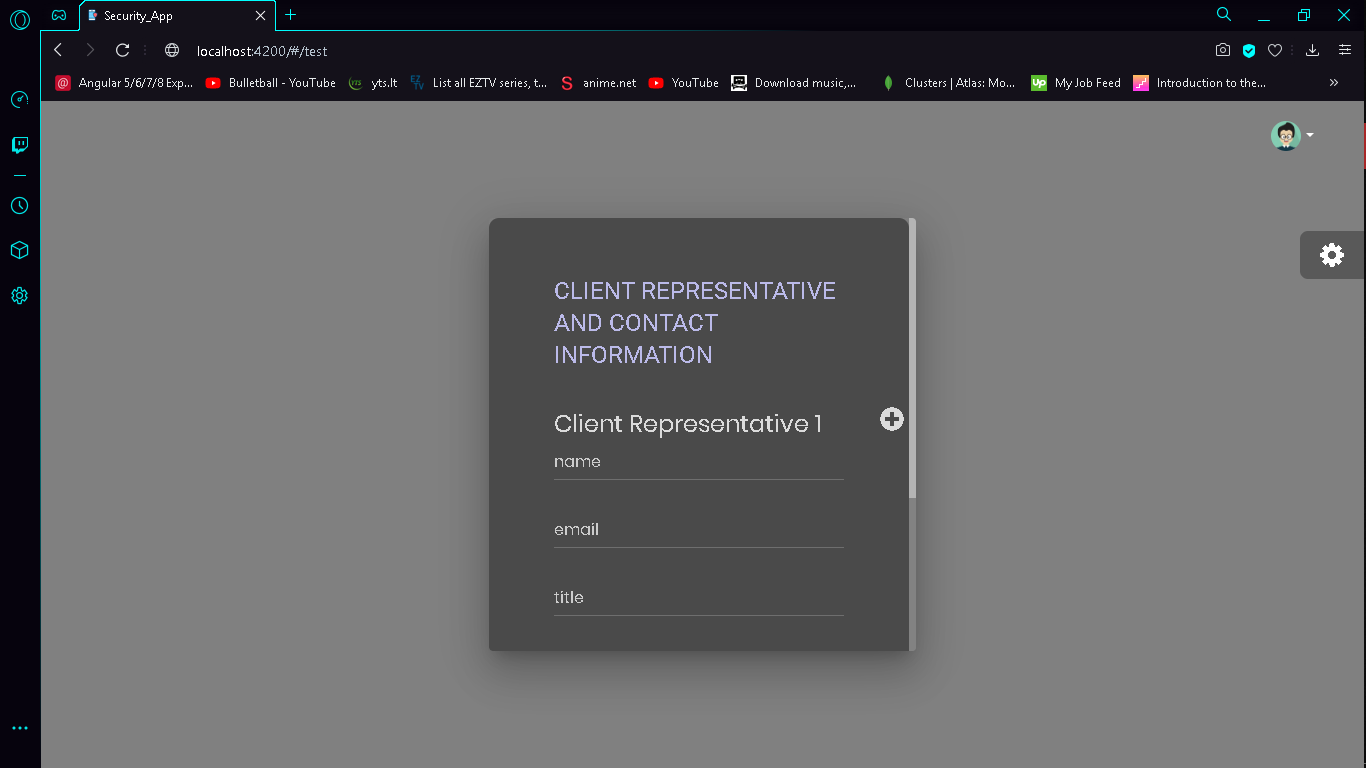 Security_App
localhost:4200/#/test
Angular 5/6/7/8 Exp...
Bulletball - YouTube
yts.lt
List all EZTV series, t...
anime.net
YouTube
Download music,...
Clusters | Atlas: Mo...
My Job Feed
Introduction to the...
CLIENT REPRESENTATIVE
AND CONTACT
INFORMATION
Client Representative 1
name
email
title